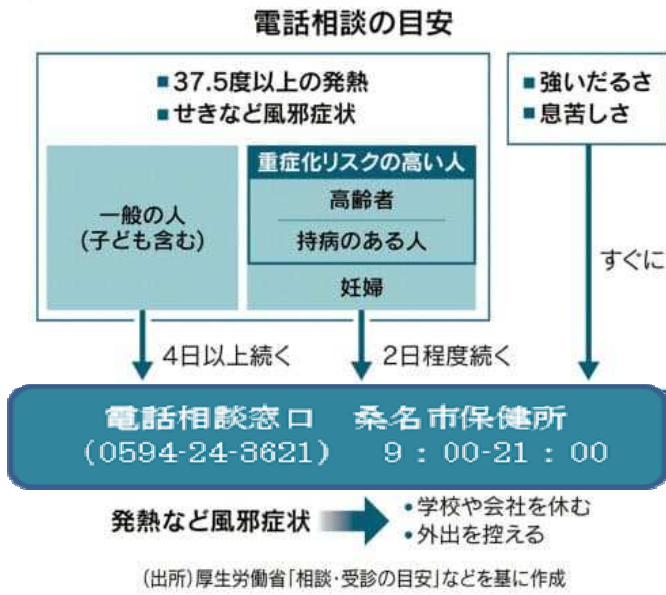 電話相談の目安
■37.5度以上の発熱
■せきなど風邪症状
■強いだるさ
■息苦しさ
一般の人
(子ども含む)
重症化リスクの高い人
高齢者
持病のある人
妊婦
4日以上続く
2日程度続く
すぐに
電話相談窓口 桑名市保健所
(0594-24-3621) 9：00-21：00
発熱など風邪症状
・学校や会社を休む
・外出を控える
(出所)厚生労働省「相談・受診の目安」などを基に作成